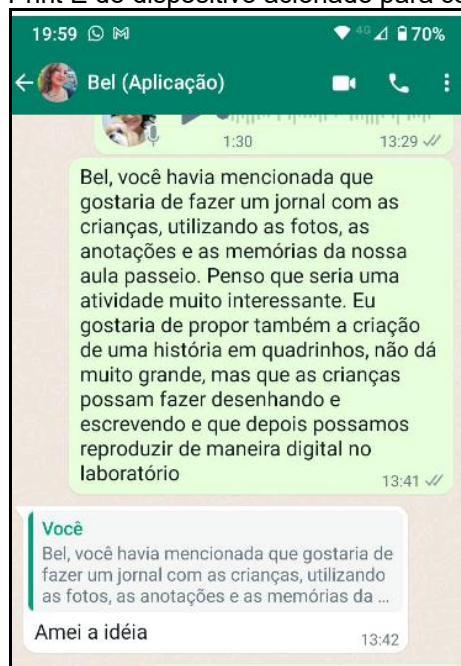 19:59 4G 70%
Bel (Aplicação)
1:30 13:29
Bel, você havia mencionada que
gostaria de fazer um jornal com as
crianças, utilizando as fotos, as
anotações e as memórias da nossa
aula passeio. Penso que seria uma
atividade muito interessante. Eu
gostaria de propor também a criação
de uma história em quadrinhos, não dá
muito grande, mas que as crianças
possam fazer desenhando e
escrevendo e que depois possamos
reproduzir de maneira digital no
laboratório 13:41
Você
Bel, você havia mencionada que gostaria de
fazer um jornal com as crianças, utilizando
as fotos, as anotações e as memórias da ...
Amei a idéia 13:42